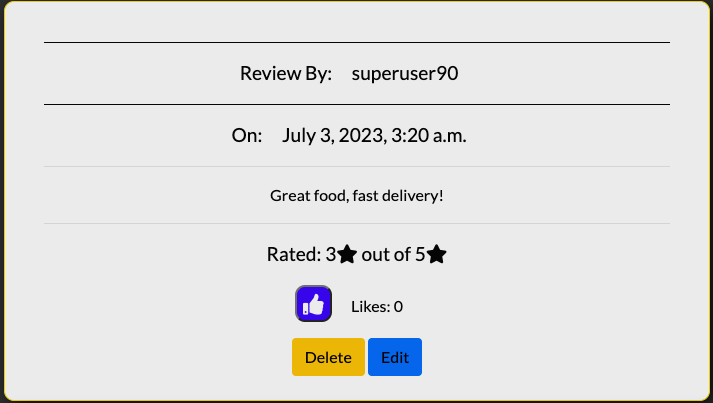 Review By: superuser90
On: July 3, 2023, 3:20 a.m.
Great food, fast delivery!
Rated: 3★ out of 5★
Likes: 0
Delete Edit